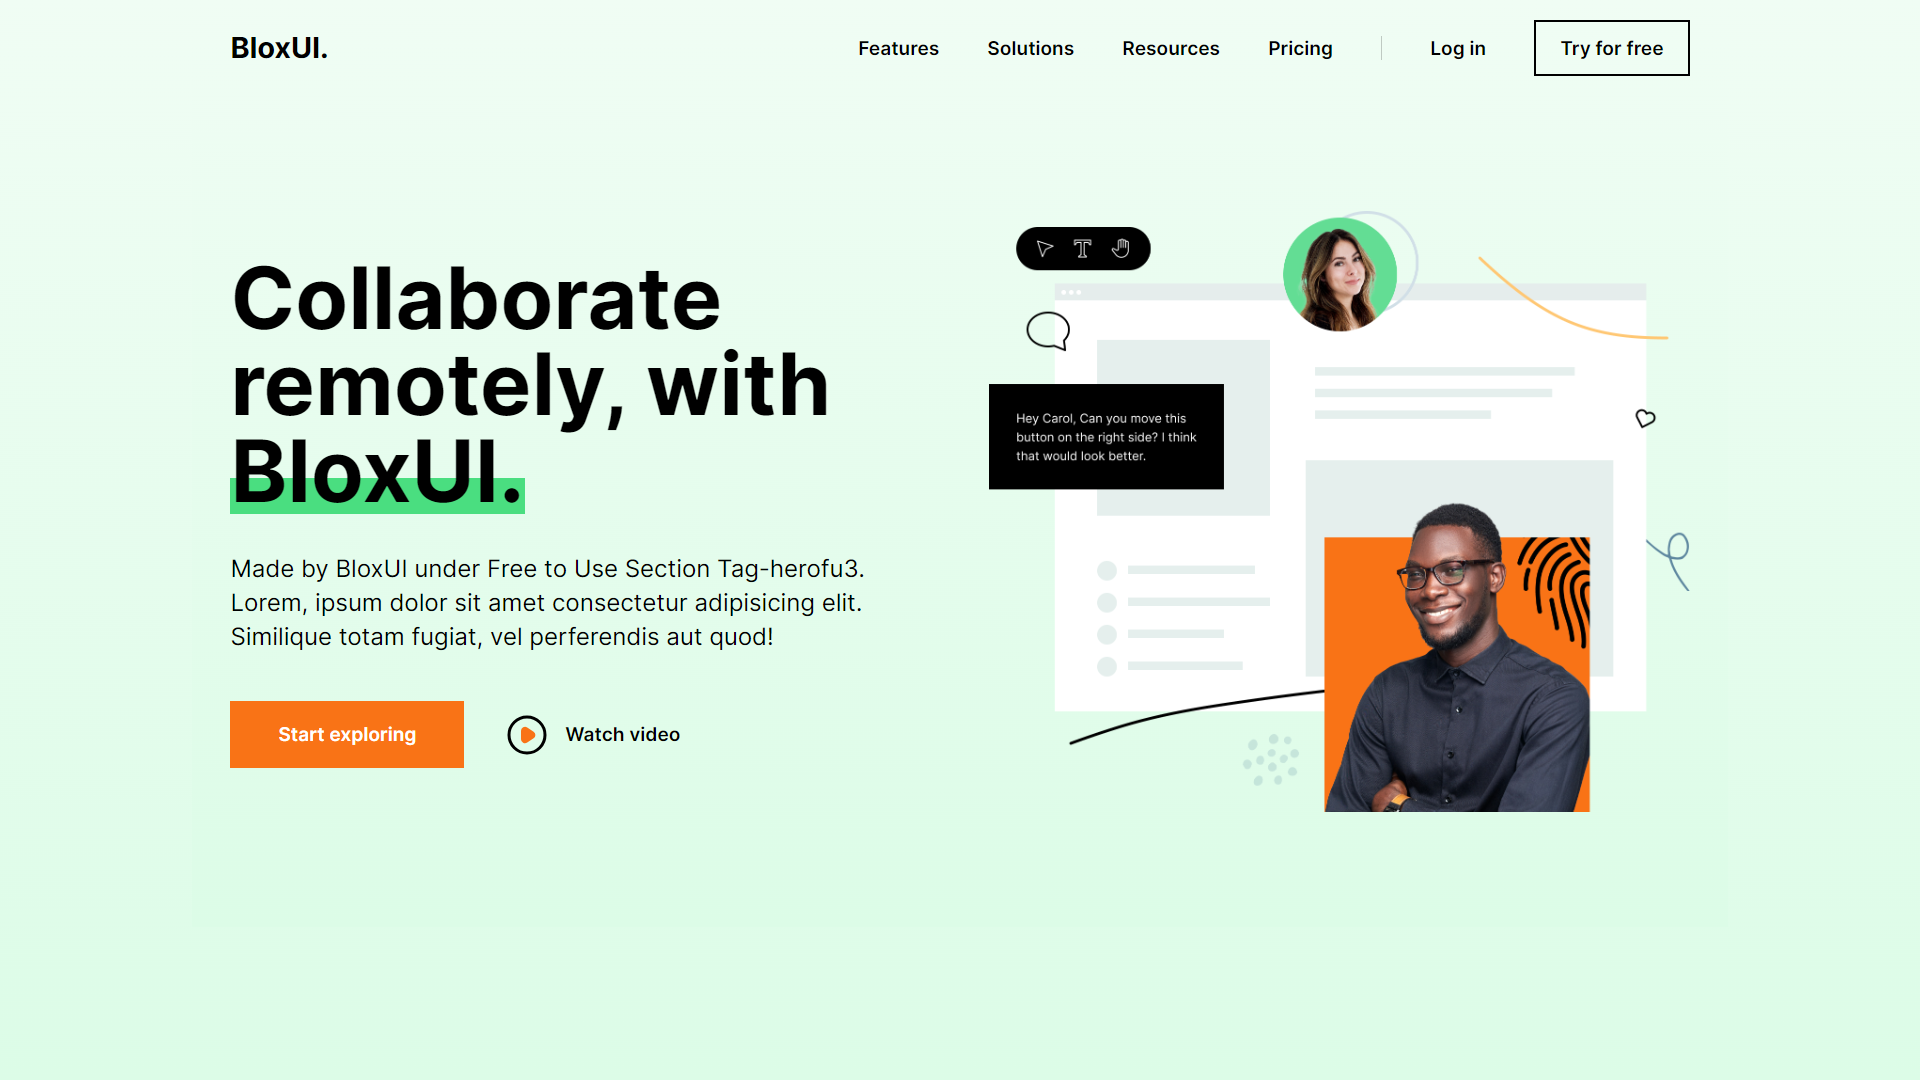 BloxUI.
Features
Solutions
Resources
Pricing
Log in
Try for free
Collaborate
remotely, with
BloxUI.
Made by BloxUI under Free to Use Section Tag-herofu3.
Lorem, ipsum dolor sit amet consectetur adipisicing elit.
Similique totam fugiat, vel perferendis aut quod!
Start exploring
Watch video
T
Hey Carol, Can you move this
button on the right side? I think
that would look better.